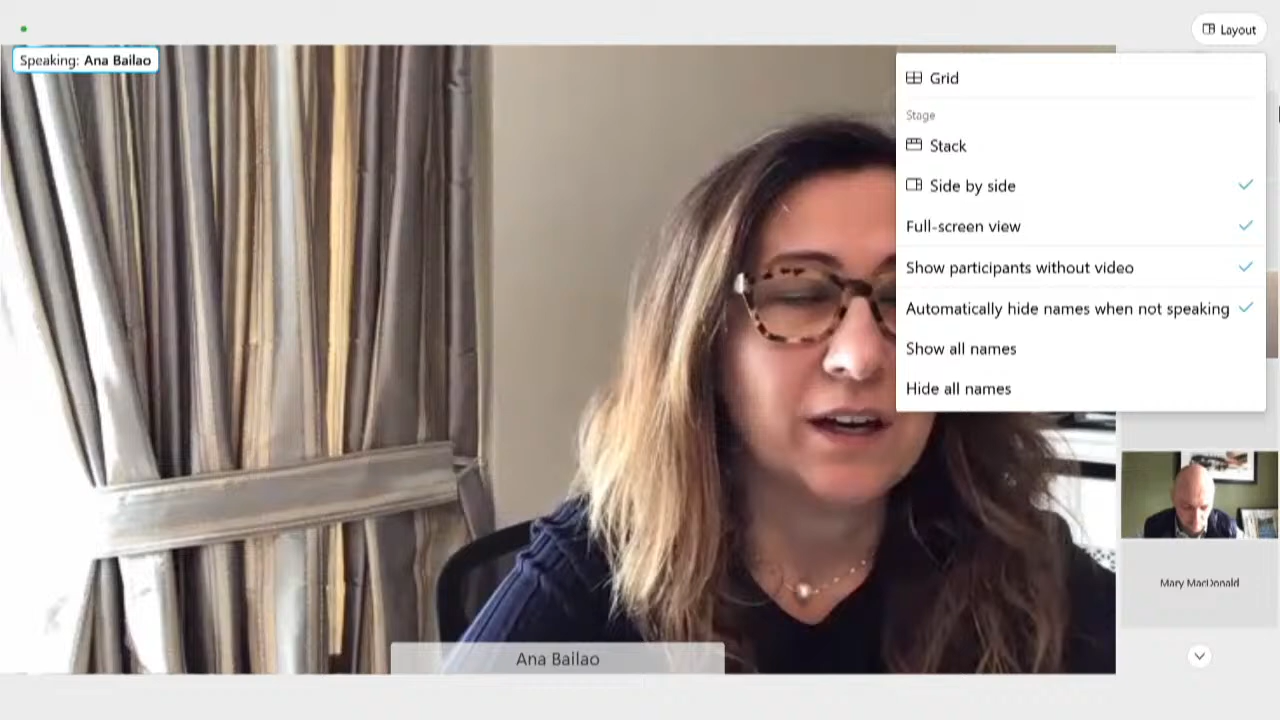 Layout
Speaking: Ana Bailao
Grid
Stage
Stack
Side by side
Full-screen view
Show participants without video
Automatically hide names when not speaking
Show all names
Hide all names
Mary MacDonald
Ana Bailao